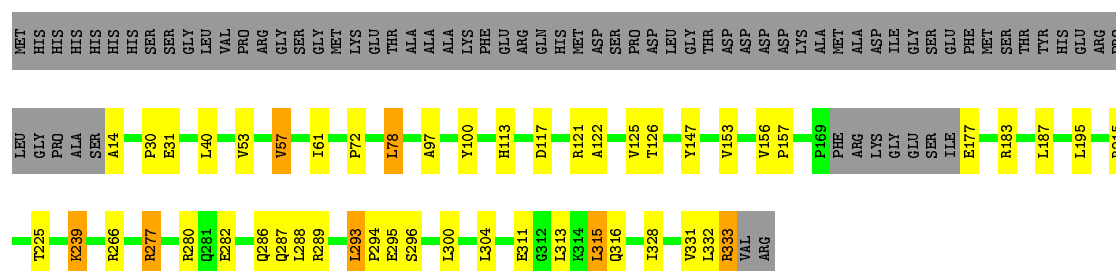 MET HIS HIS HIS HIS HIS HIS SER SER GLY LEU VAL PRO ARG GLY SER GLY MET LYS GLU THR ALA ALA ALA LYS PHE GLU ARG GLN HIS MET ASP SER PRO ASP LEU GLY THR ASP ASP ASP ASP LYS ALA MET ALA ASP ILE GLY SER GLU PHE MET SER THR TYR HIS GLU ARG
LEU GLY PRO ALA SER A14 P30 E31 L40 V53 V57 I61 P72 L78 A97 Y100 H113 D117 R121 A122 V125 T126 Y147 V153 V156 P157 P169 PHE ARG LYS GLY GLU SER ILE E177 R183 L187 L195
T225 K239 R266 R277 R280 Q281 E282 Q286 Q287 L288 R289 L293 P294 E295 S296 L300 L304 E311 G312 L313 K314 L315 Q316 I328 V331 L332 R333 VAL ARG